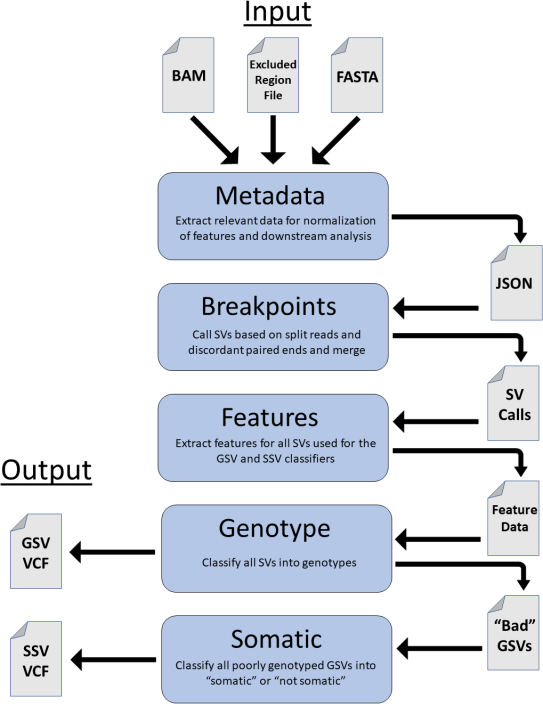 Input
BAM
Excluded
Region
File
FASTA
Metadata
Extract relevant data for normalization
of features and downstream analysis
JSON
Breakpoints
Call SVs based on split reads and
discordant paired ends and merge
SV
Calls
Features
Extract features for all SVs used for the
GSV and SSV classifiers
Feature
Data
Output
Genotype
Classify all SVs into genotypes
GSV
VCF
“Bad”
GSVs
Somatic
Classify all poorly genotyped GSVs into
“somatic” or “not somatic”
SSV
VCF